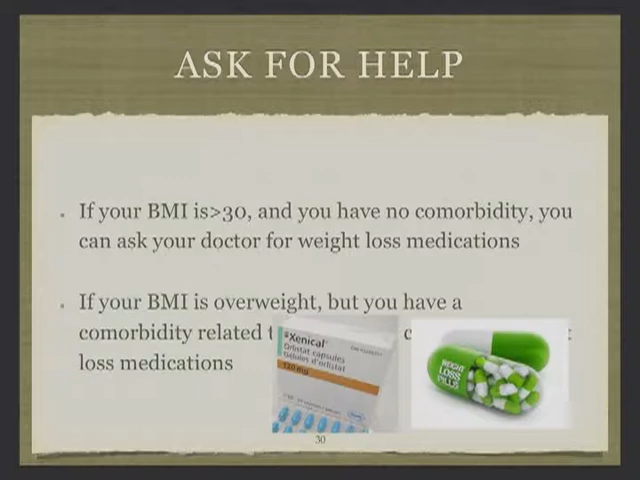 ASK FOR HELP
If your BMI is>30, and you have no comorbidity, you
can ask your doctor for weight loss medications
If your BMI is overweight, but you have a
comorbidity related
loss medications
Xenical
Orlistat capsules
Gélules d'orlistat
120 mg
WEIGHT
LOSS
PILLS
30